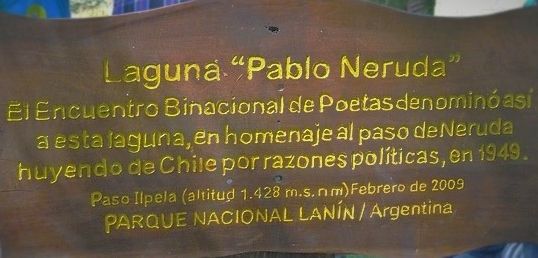 Laguna “Pablo Neruda”
El Encuentro Binacional de Poetas denominó así
a esta laguna, en homenaje al paso de Neruda
huyendo de Chile por razones políticas, en 1949.
Paso Ilpela (altitud 1.428 m.s.n m) Febrero de 2009
PARQUE NACIONAL LANÍN / Argentina